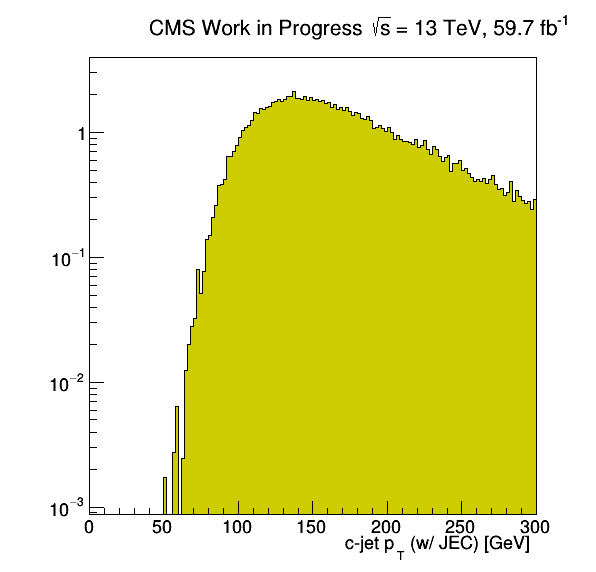 CMS Work in Progress √s = 13 TeV, 59.7 fb⁻¹
1
10⁻¹
10⁻²
10⁻³
0 50 100 150 200 250 300
c-jet p_T (w/ JEC) [GeV]